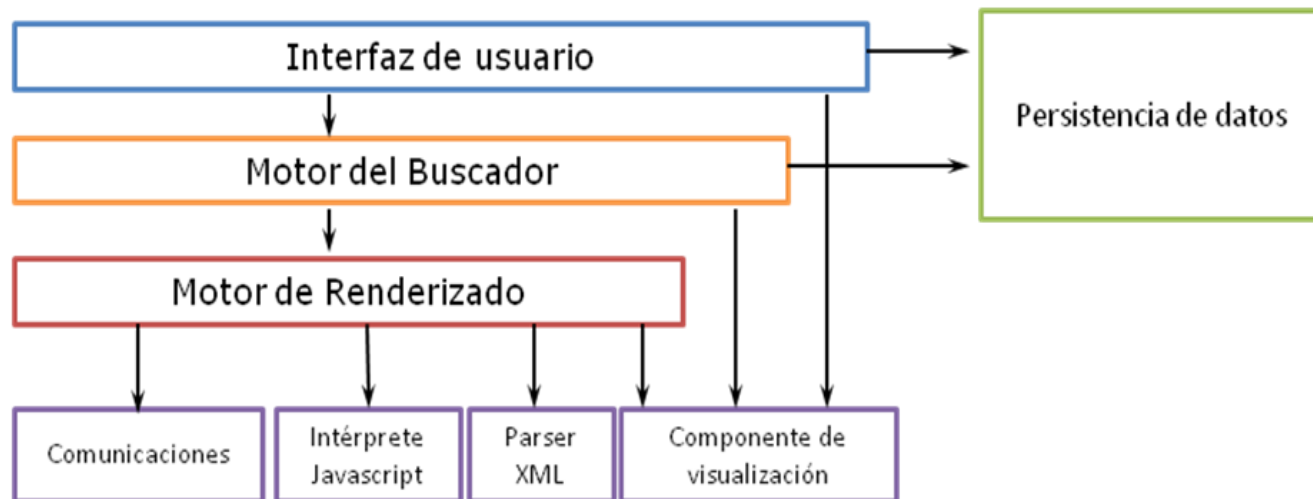 Interfaz de usuario
Persistencia de datos
Motor del Buscador
Motor de Renderizado
Comunicaciones
Intérprete
Javascript
Parser
XML
Componente de
visualización